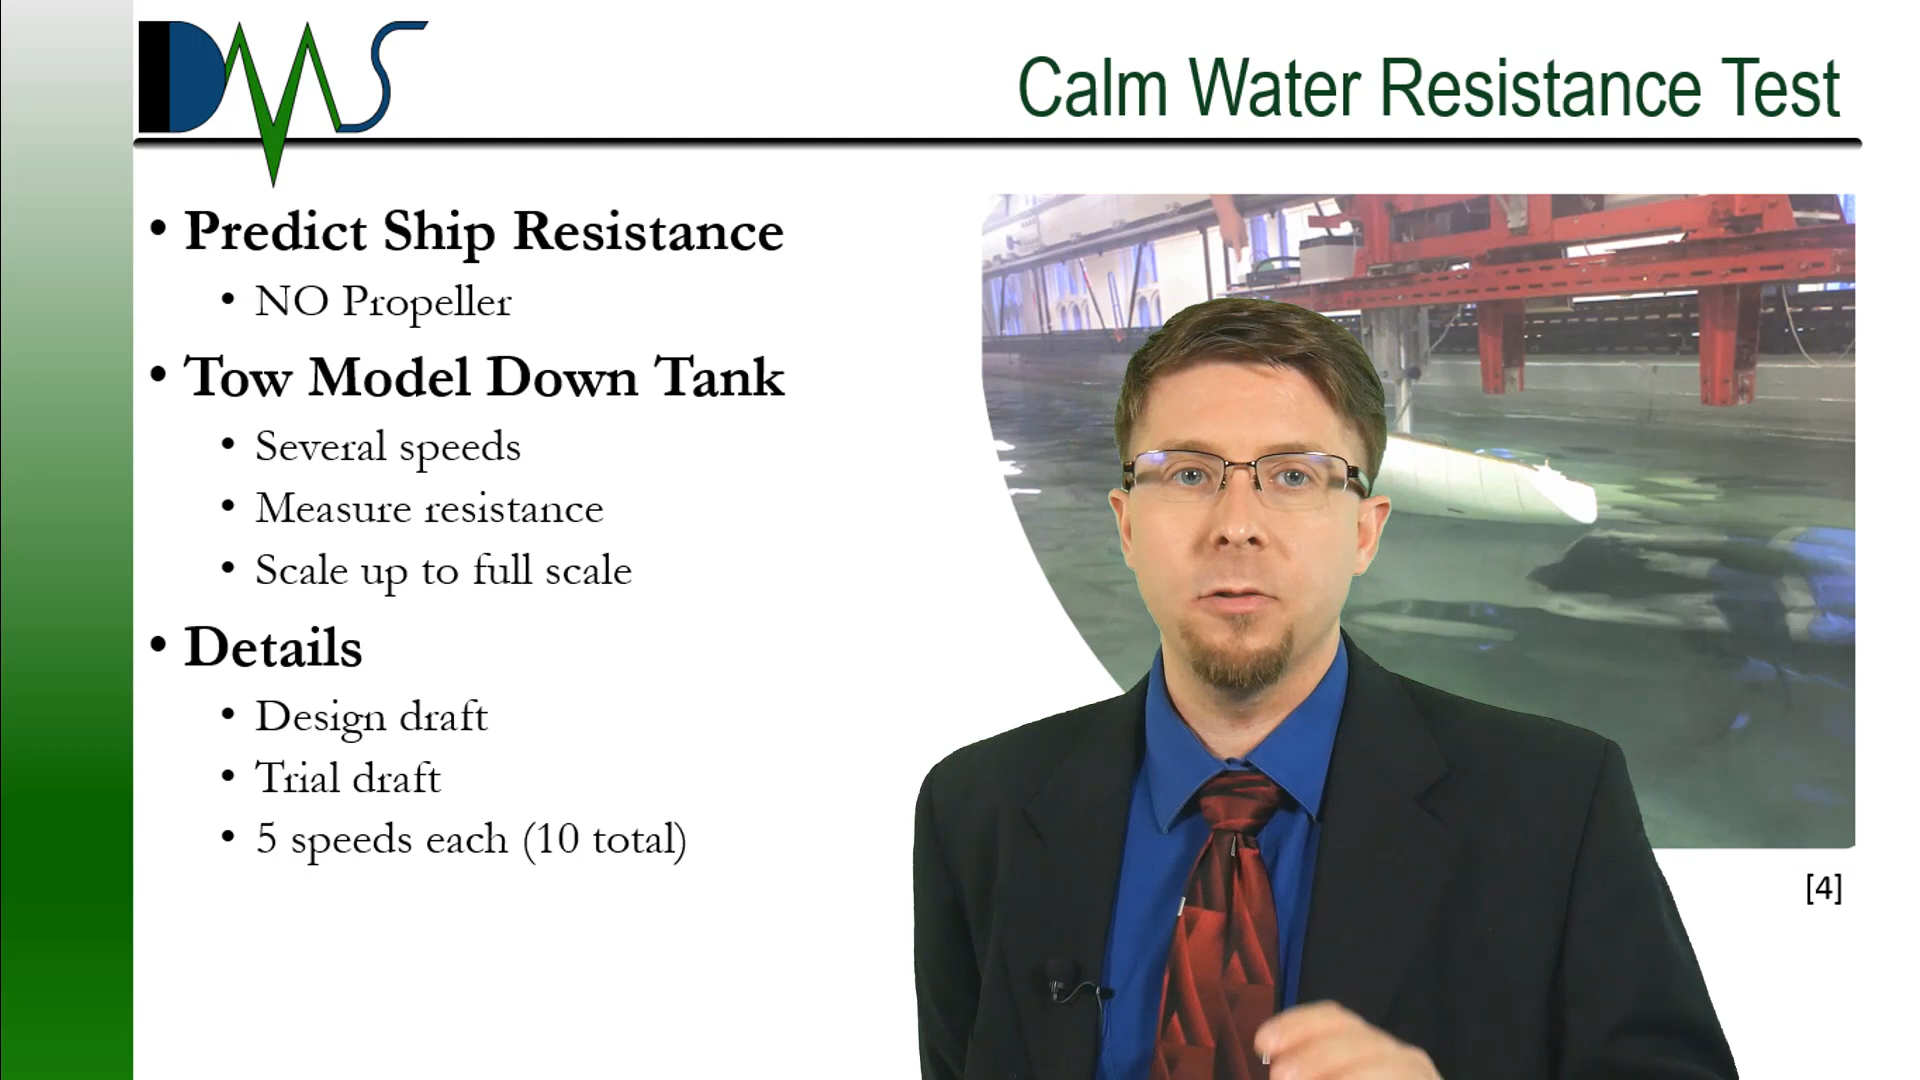 DMS
Calm Water Resistance Test
• Predict Ship Resistance
• NO Propeller
• Tow Model Down Tank
• Several speeds
• Measure resistance
• Scale up to full scale
• Details
• Design draft
• Trial draft
• 5 speeds each (10 total)
[4]